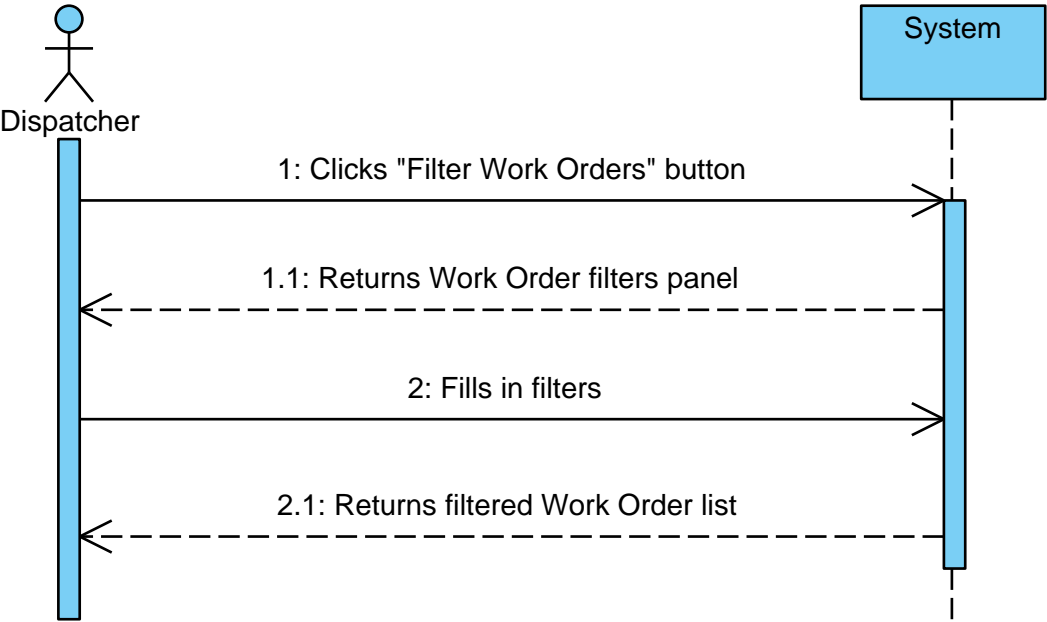 System
Dispatcher
1: Clicks "Filter Work Orders" button
1.1: Returns Work Order filters panel
2: Fills in filters
2.1: Returns filtered Work Order list